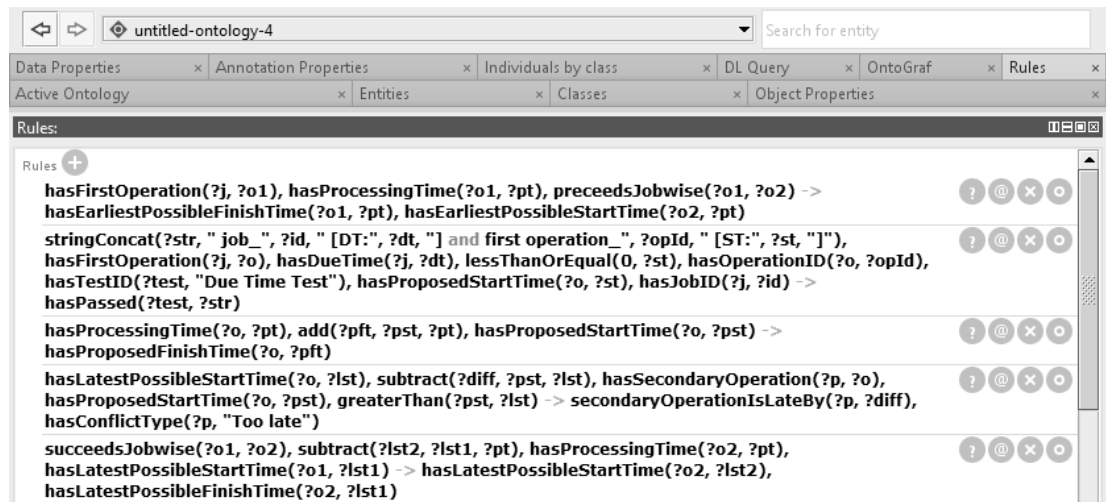 untitled-ontology-4
Search for entity
Data Properties × Annotation Properties × Individuals by class × DL Query × OntoGraf × Rules ×
Active Ontology × Entities × Classes × Object Properties ×
Rules:
Rules +
hasFirstOperation(?j, ?o1), hasProcessingTime(?o1, ?pt), preceedsJobwise(?o1, ?o2) ->
hasEarliestPossibleFinishTime(?o1, ?pt), hasEarliestPossibleStartTime(?o2, ?pt)
? @ × o
stringConcat(?str, " job_", ?id, " [DT:", ?dt, "] and first operation_", ?opId, " [ST:", ?st, "]"),
hasFirstOperation(?j, ?o), hasDueTime(?j, ?dt), lessThanOrEqual(0, ?st), hasOperationID(?o, ?opId),
hasTestID(?test, "Due Time Test"), hasProposedStartTime(?o, ?st), hasJobID(?j, ?id) ->
hasPassed(?test, ?str)
? @ × o
hasProcessingTime(?o, ?pt), add(?pft, ?pst, ?pt), hasProposedStartTime(?o, ?pst) ->
hasProposedFinishTime(?o, ?pft)
? @ × o
hasLatestPossibleStartTime(?o, ?lst), subtract(?diff, ?pst, ?lst), hasSecondaryOperation(?p, ?o),
hasProposedStartTime(?o, ?pst), greaterThan(?pst, ?lst) -> secondaryOperationIsLateBy(?p, ?diff),
hasConflictType(?p, "Too late")
? @ × o
succeedsJobwise(?o1, ?o2), subtract(?lst2, ?lst1, ?pt), hasProcessingTime(?o2, ?pt),
hasLatestPossibleStartTime(?o1, ?lst1) -> hasLatestPossibleStartTime(?o2, ?lst2),
hasLatestPossibleFinishTime(?o2, ?lst1)
? @ × o